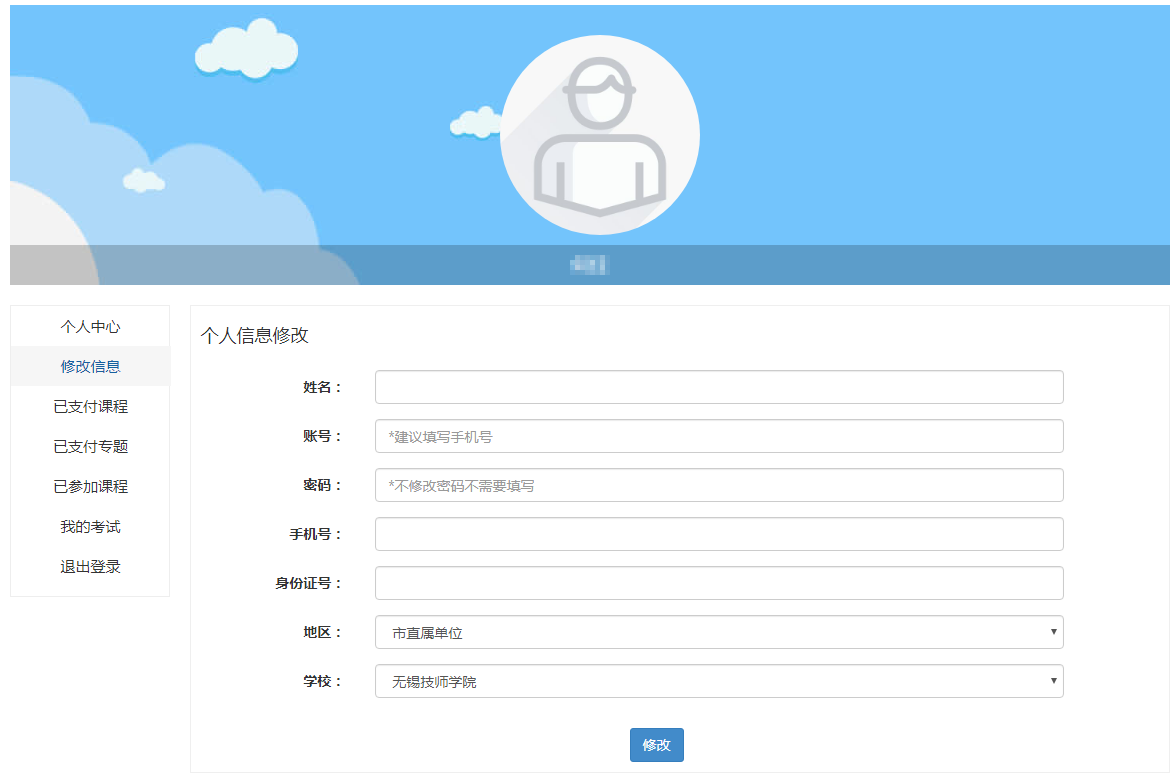 个人中心
修改信息
已支付课程
已支付专题
已参加课程
我的考试
退出登录
个人信息修改
姓名：
账号： *建议填写手机号
密码： *不修改密码不需要填写
手机号：
身份证号：
地区： 市直属单位
学校： 无锡技师学院
修改